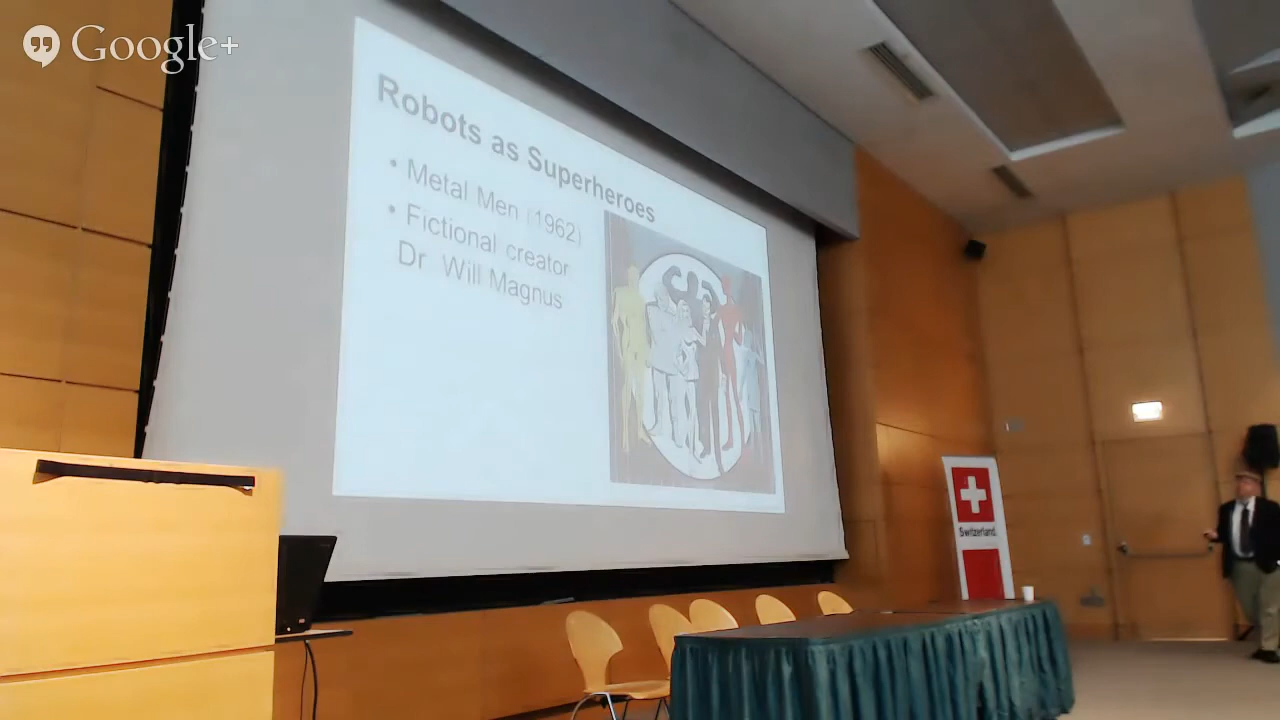 Google+
Robots as Superheroes
• Metal Men (1962)
• Fictional creator
Dr Will Magnus
Switzerland.